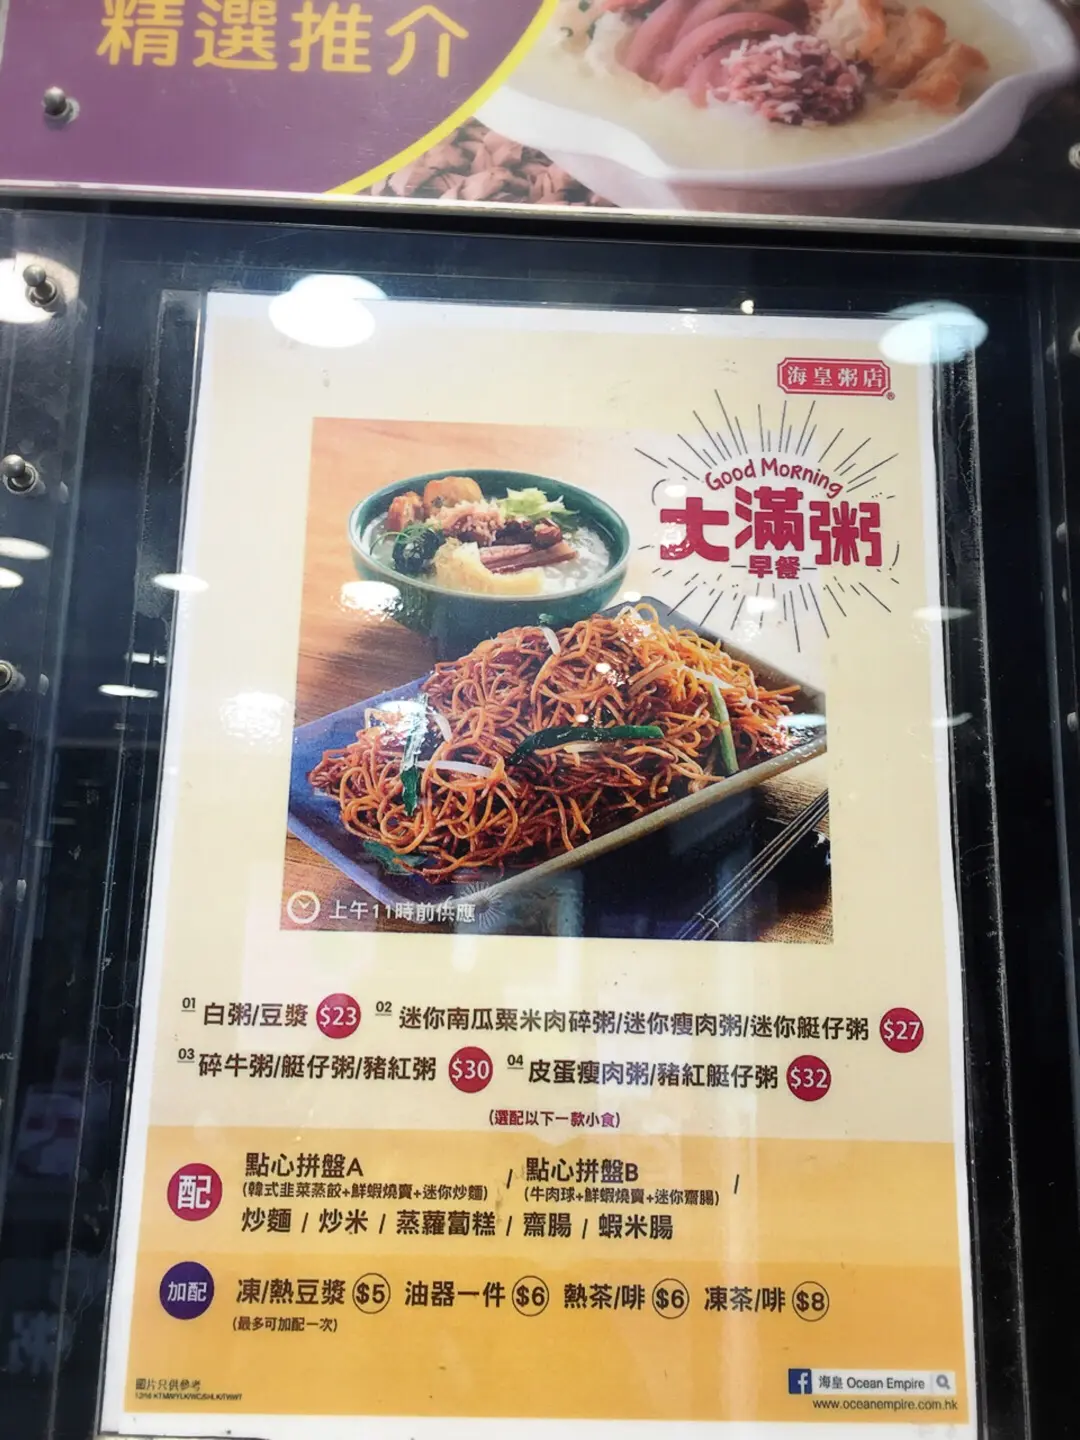 精選推介
海皇粥店
Good Morning
大滿粥
早餐
上午11時前供應
01 白粥/豆漿 $23 02 迷你南瓜粟米肉碎粥/迷你瘦肉粥/迷你艇仔粥 $27
03 碎牛粥/艇仔粥/豬紅粥 $30 04 皮蛋瘦肉粥/豬紅艇仔粥 $32
(選配以下一款小食)
配
點心拼盤A / 點心拼盤B /
(韓式韭菜蒸餃+鮮蝦燒賣+迷你炒麵) (牛肉球+鮮蝦燒賣+迷你齋腸)
炒麵 / 炒米 / 蒸蘿蔔糕 / 齋腸 / 蝦米腸
加配 凍/熱豆漿 $5 油器一件 $6 熱茶/啡 $6 凍茶/啡 $8
(最多可加配一次)
圖片只供參考
海皇 Ocean Empire
www.oceanempire.com.hk